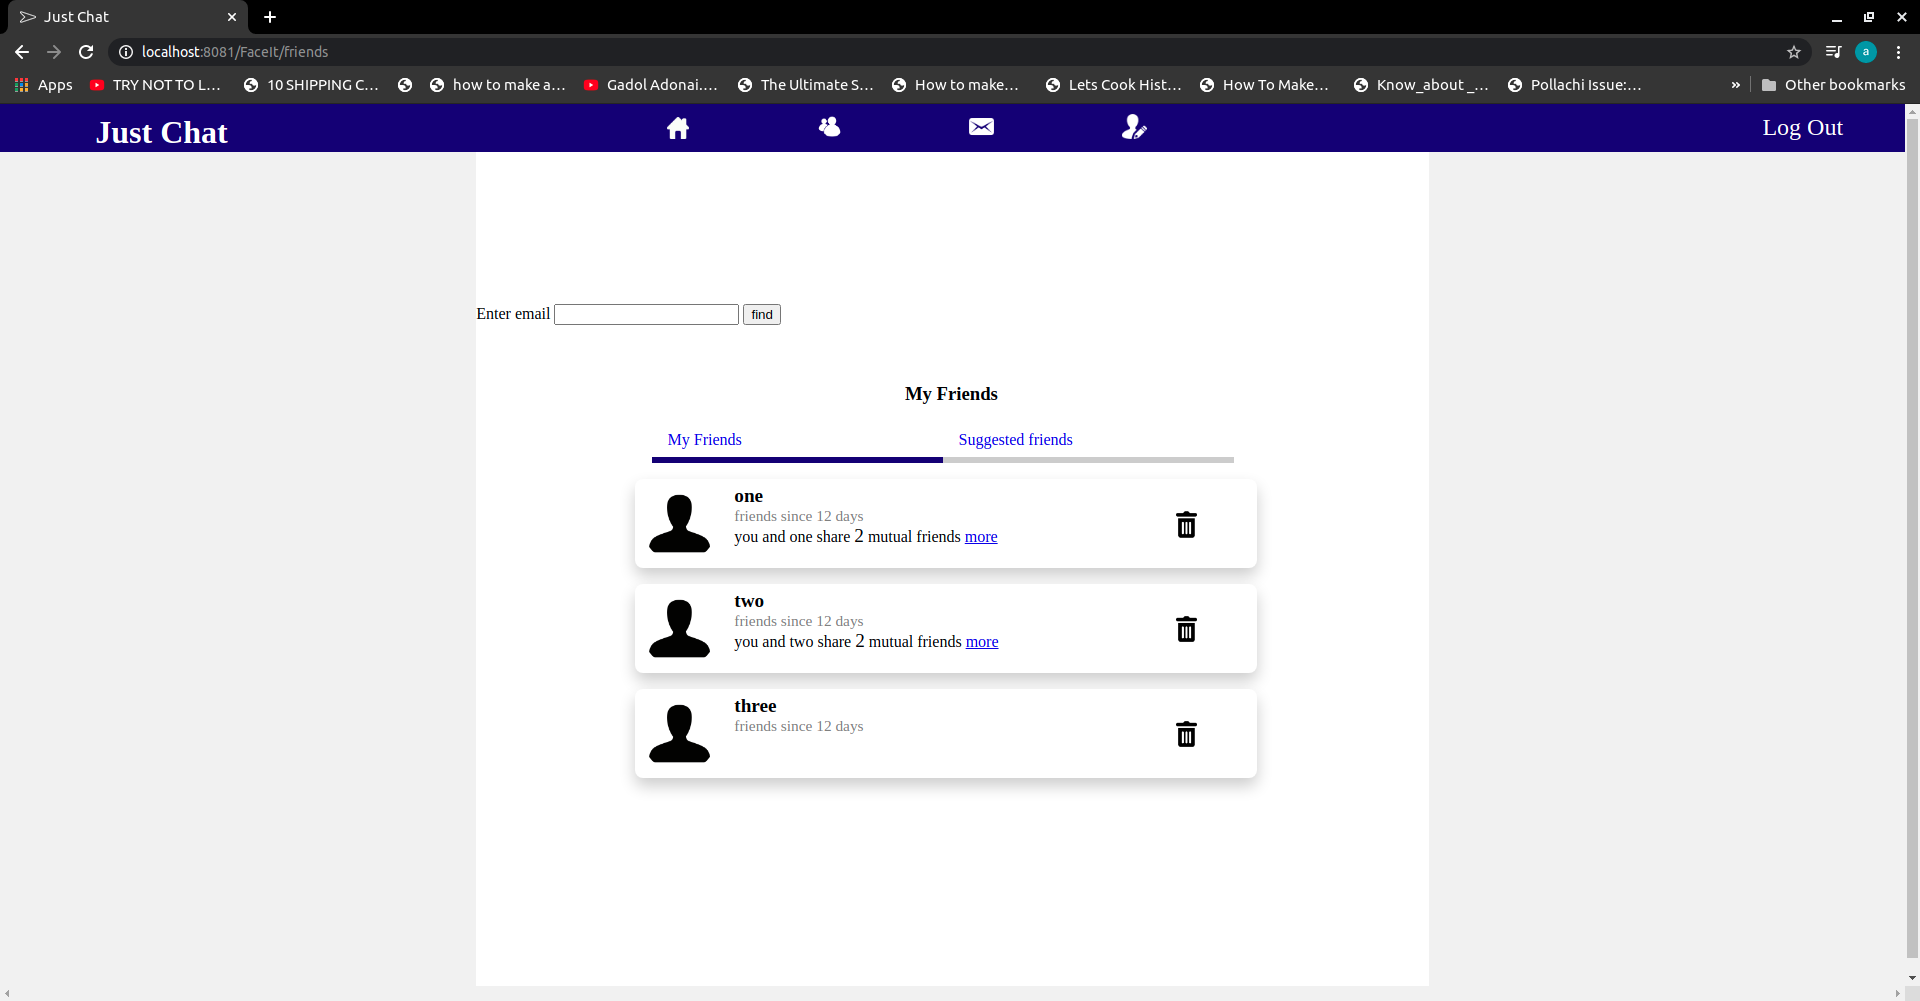 Just Chat
localhost:8081/FaceIt/friends
a
Apps
TRY NOT TO L...
10 SHIPPING C...
how to make a...
Gadol Adonai....
The Ultimate S...
How to make...
Lets Cook Hist...
How To Make...
Know_about _...
Pollachi Issue:...
»
Other bookmarks
Just Chat
Log Out
Enter email
find
My Friends
My Friends
Suggested friends
one
friends since 12 days
you and one share 2 mutual friends more
two
friends since 12 days
you and two share 2 mutual friends more
three
friends since 12 days